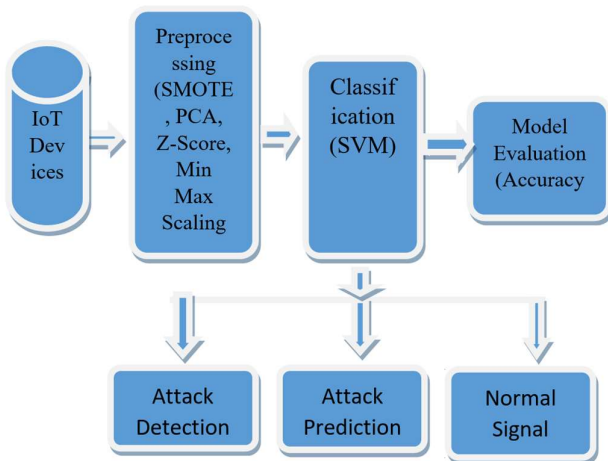 IoT
Dev
ices
Preproce
ssing
(SMOTE
, PCA,
Z-Score,
Min
Max
Scaling
Classif
ication
(SVM)
Model
Evaluation
(Accuracy
Attack
Detection
Attack
Prediction
Normal
Signal